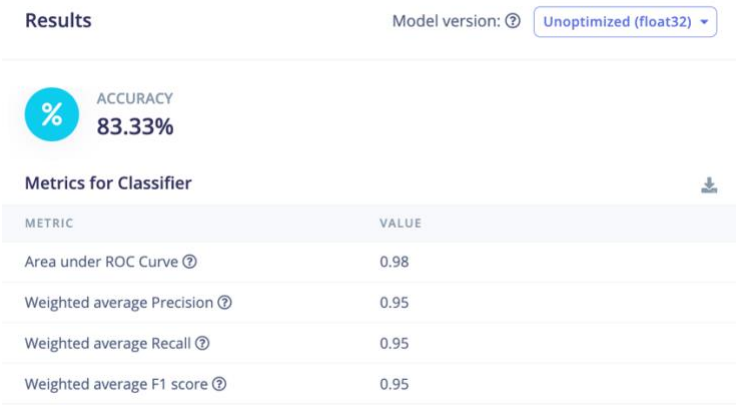 Results
Model version: ? Unoptimized (float32)
%
ACCURACY
83.33%
Metrics for Classifier
METRIC VALUE
Area under ROC Curve ? 0.98
Weighted average Precision ? 0.95
Weighted average Recall ? 0.95
Weighted average F1 score ? 0.95